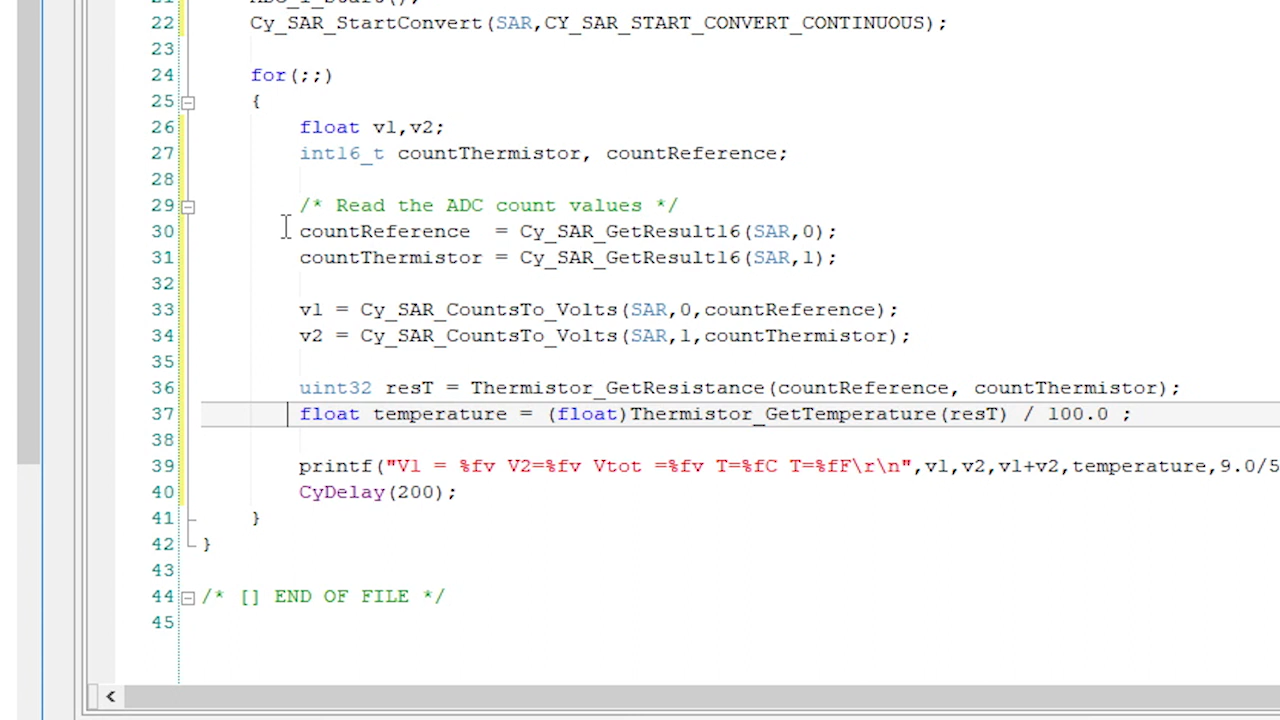 22 Cy_SAR_StartConvert(SAR,CY_SAR_START_CONVERT_CONTINUOUS);
23
24 for(;;)
25 {
26 float v1,v2;
27 int16_t countThermistor, countReference;
28
29 /* Read the ADC count values */
30 countReference  = Cy_SAR_GetResult16(SAR,0);
31 countThermistor = Cy_SAR_GetResult16(SAR,1);
32
33 v1 = Cy_SAR_CountsTo_Volts(SAR,0,countReference);
34 v2 = Cy_SAR_CountsTo_Volts(SAR,1,countThermistor);
35
36 uint32 resT = Thermistor_GetResistance(countReference, countThermistor);
37 float temperature = (float)Thermistor_GetTemperature(resT) / 100.0 ;
38
39 printf("V1 = %fv V2=%fv Vtot =%fv T=%fC T=%fF\r\n",v1,v2,v1+v2,temperature,9.0/5
40 CyDelay(200);
41 }
42 }
43
44 /* [] END OF FILE */
45